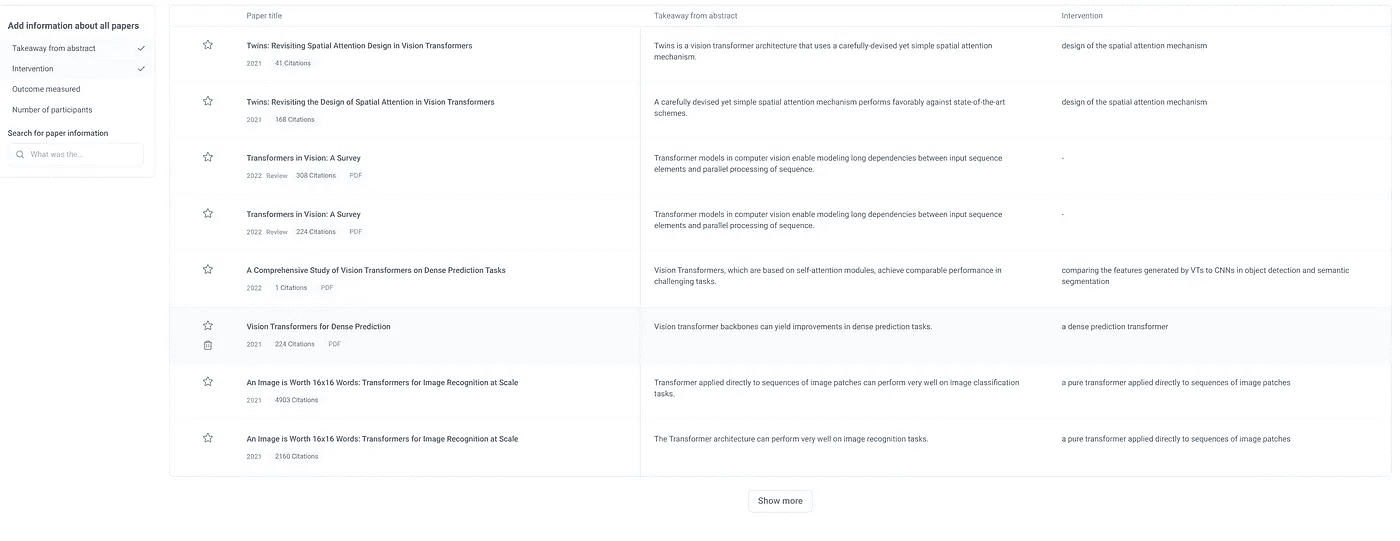 Add information about all papers
Takeaway from abstract
Intervention
Outcome measured
Number of participants
Search for paper information
What was the...
Paper title
Takeaway from abstract
Intervention
Twins: Revisiting Spatial Attention Design in Vision Transformers
2021 41 Citations
Twins is a vision transformer architecture that uses a carefully-devised yet simple spatial attention
mechanism.
design of the spatial attention mechanism
Twins: Revisiting the Design of Spatial Attention in Vision Transformers
2021 168 Citations
A carefully devised yet simple spatial attention mechanism performs favorably against state-of-the-art
schemes.
design of the spatial attention mechanism
Transformers in Vision: A Survey
2022 Review 308 Citations PDF
Transformer models in computer vision enable modeling long dependencies between input sequence
elements and parallel processing of sequence.
-
Transformers in Vision: A Survey
2022 Review 224 Citations PDF
Transformer models in computer vision enable modeling long dependencies between input sequence
elements and parallel processing of sequence.
-
A Comprehensive Study of Vision Transformers on Dense Prediction Tasks
2022 1 Citations PDF
Vision Transformers, which are based on self-attention modules, achieve comparable performance in
challenging tasks.
comparing the features generated by VTs to CNNs in object detection and semantic
segmentation
Vision Transformers for Dense Prediction
2021 224 Citations PDF
Vision transformer backbones can yield improvements in dense prediction tasks.
a dense prediction transformer
An Image is Worth 16x16 Words: Transformers for Image Recognition at Scale
2021 4903 Citations
Transformer applied directly to sequences of image patches can perform very well on image classification
tasks.
a pure transformer applied directly to sequences of image patches
An Image is Worth 16x16 Words: Transformers for Image Recognition at Scale
2021 2160 Citations
The Transformer architecture can perform very well on image recognition tasks.
a pure transformer applied directly to sequences of image patches
Show more